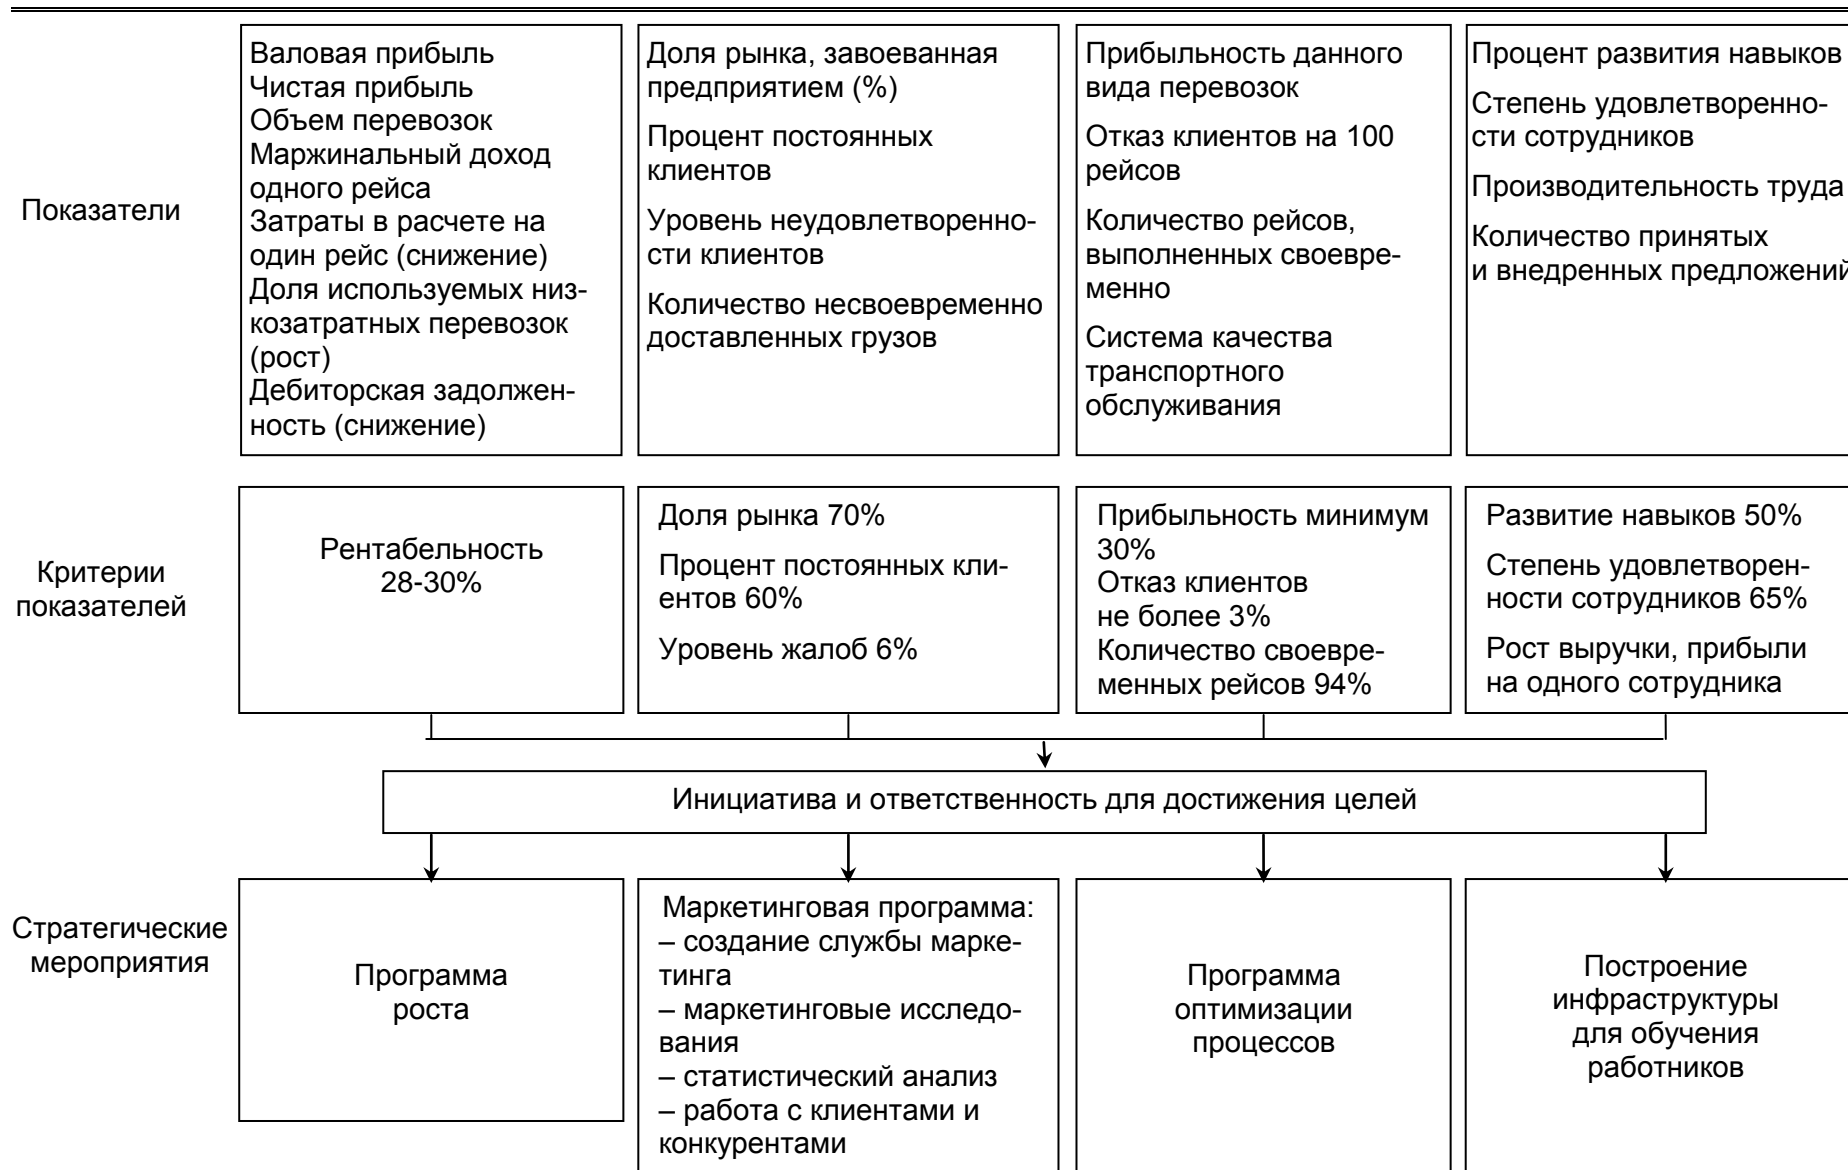 Показатели
Валовая прибыль
Чистая прибыль
Объем перевозок
Маржинальный доход
одного рейса
Затраты в расчете на
один рейс (снижение)
Доля используемых низ-
козатратных перевозок
(рост)
Дебиторская задолжен-
ность (снижение)
Доля рынка, завоеванная
предприятием (%)
Процент постоянных
клиентов
Уровень неудовлетворенно-
сти клиентов
Количество несвоевременно
доставленных грузов
Прибыльность данного
вида перевозок
Отказ клиентов на 100
рейсов
Количество рейсов,
выполненных своевре-
менно
Система качества
транспортного
обслуживания
Процент развития навыков
Степень удовлетворенно-
сти сотрудников
Производительность труда
Количество принятых
и внедренных предложений
Критерии
показателей
Рентабельность
28-30%
Доля рынка 70%
Процент постоянных кли-
ентов 60%
Уровень жалоб 6%
Прибыльность минимум
30%
Отказ клиентов
не более 3%
Количество своевре-
менных рейсов 94%
Развитие навыков 50%
Степень удовлетворен-
ности сотрудников 65%
Рост выручки, прибыли
на одного сотрудника
Инициатива и ответственность для достижения целей
Стратегические
мероприятия
Программа
роста
Маркетинговая программа:
– создание службы марке-
тинга
– маркетинговые исследо-
вания
– статистический анализ
– работа с клиентами и
конкурентами
Программа
оптимизации
процессов
Построение
инфраструктуры
для обучения
работников